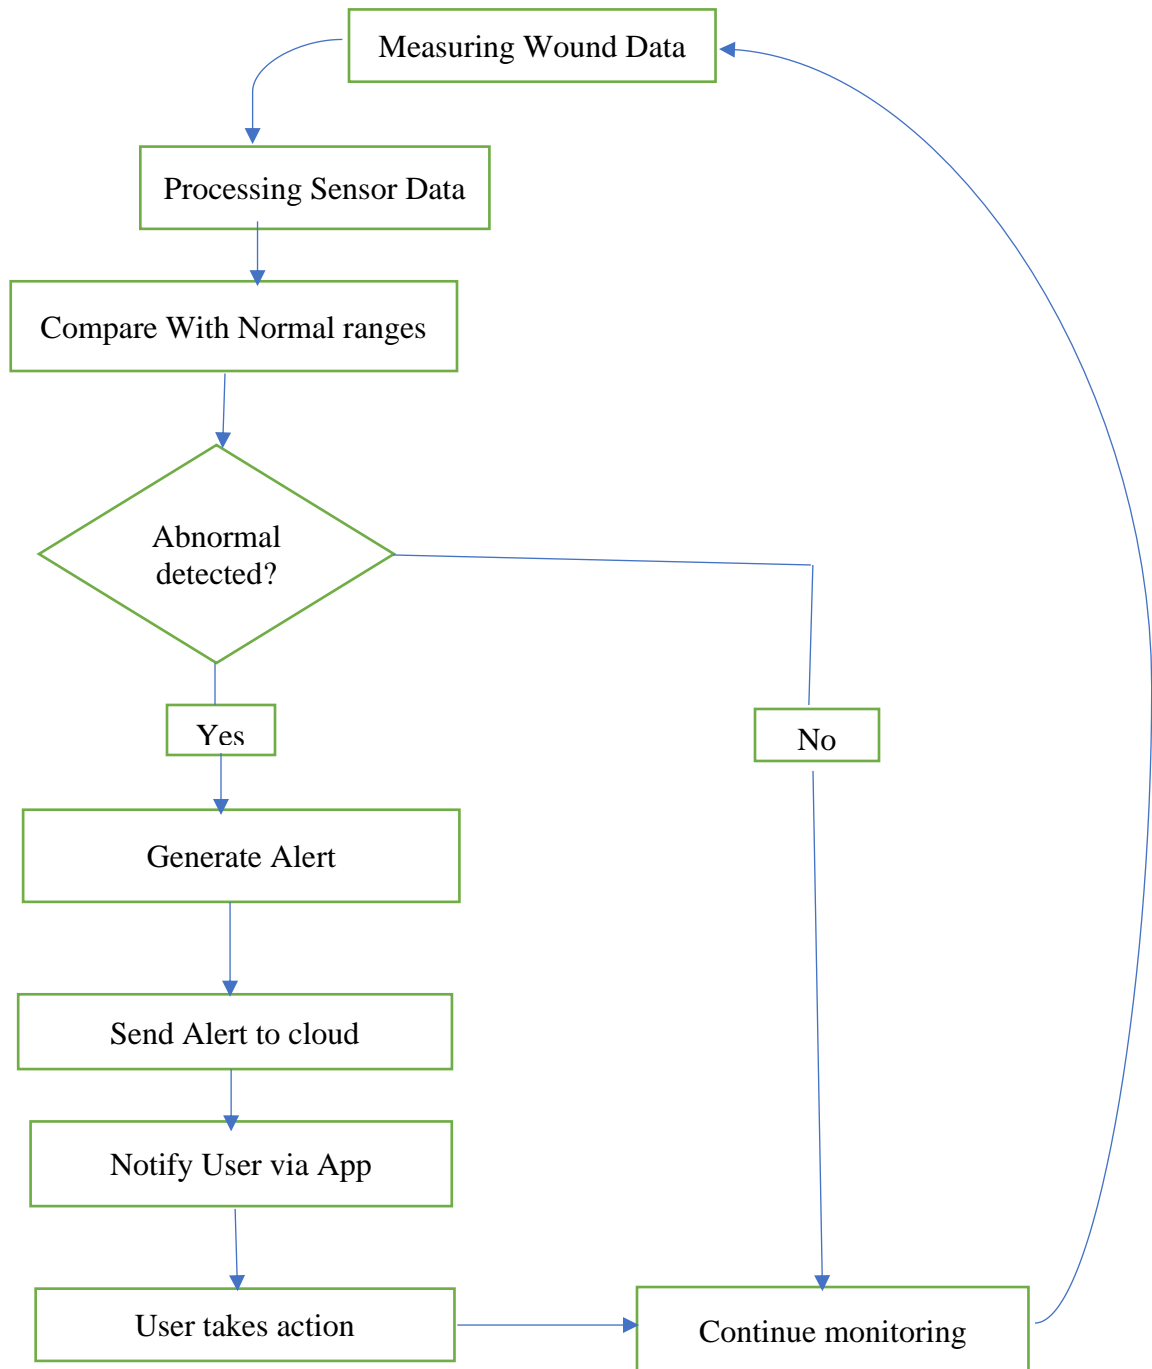 Measuring Wound Data
Processing Sensor Data
Compare With Normal ranges
Abnormal
detected?
Yes
No
Generate Alert
Send Alert to cloud
Notify User via App
User takes action
Continue monitoring